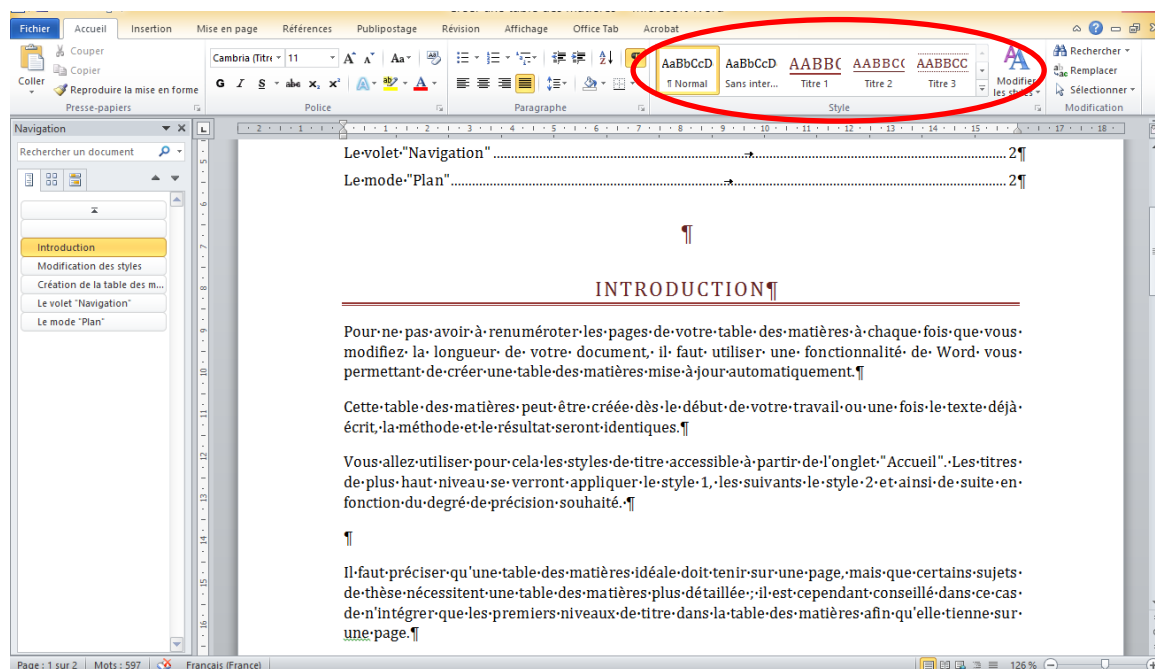 Fichier Accueil Insertion Mise en page Références Publipostage Révision Affichage Office Tab Acrobat
Couper
Copier
Reproduire la mise en forme
Coller
Presse-papiers
Cambria (Titre 11
G I S abc
Police
Paragraphe
AaBbCcD AaBbCcD AABBC AABBCC AABBCC
¶ Normal Sans inter... Titre 1 Titre 2 Titre 3
Style
Modifier
les styles
Rechercher
Remplacer
Sélectionner
Modification
Navigation
Rechercher un document
Introduction
Modification des styles
Création de la table des m...
Le volet "Navigation"
Le mode "Plan"
Le·volet·"Navigation" 2¶
Le·mode·"Plan" 2¶
¶
INTRODUCTION¶
Pour·ne·pas·avoir·à·renuméroter·les·pages·de·votre·table·des·matières·à·chaque·fois·que·vous·
modifiez·la·longueur·de·votre·document,·il·faut·utiliser·une·fonctionnalité·de·Word·vous·
permettant·de·créer·une·table·des·matières·mise·à·jour·automatiquement.¶
Cette·table·des·matières·peut·être·créée·dès·le·début·de·votre·travail·ou·une·fois·le·texte·déjà·
écrit,·la·méthode·et·le·résultat·seront·identiques.¶
Vous·allez·utiliser·pour·cela·les·styles·de·titre·accessible·à·partir·de·l'onglet·"Accueil".·Les·titres·
de·plus·haut·niveau·se·verront·appliquer·le·style·1,·les·suivants·le·style·2·et·ainsi·de·suite·en·
fonction·du·degré·de·précision·souhaité.·¶
¶
Il·faut·préciser·qu'une·table·des·matières·idéale·doit·tenir·sur·une·page,·mais·que·certains·sujets·
de·thèse·nécessitent·une·table·des·matières·plus·détaillée·;·il·est·cependant·conseillé·dans·ce·cas·
de·n'intégrer·que·les·premiers·niveaux·de·titre·dans·la·table·des·matières·afin·qu'elle·tienne·sur·
une·page.¶
Page : 1 sur 2 Mots : 597 Français (France) 126 %